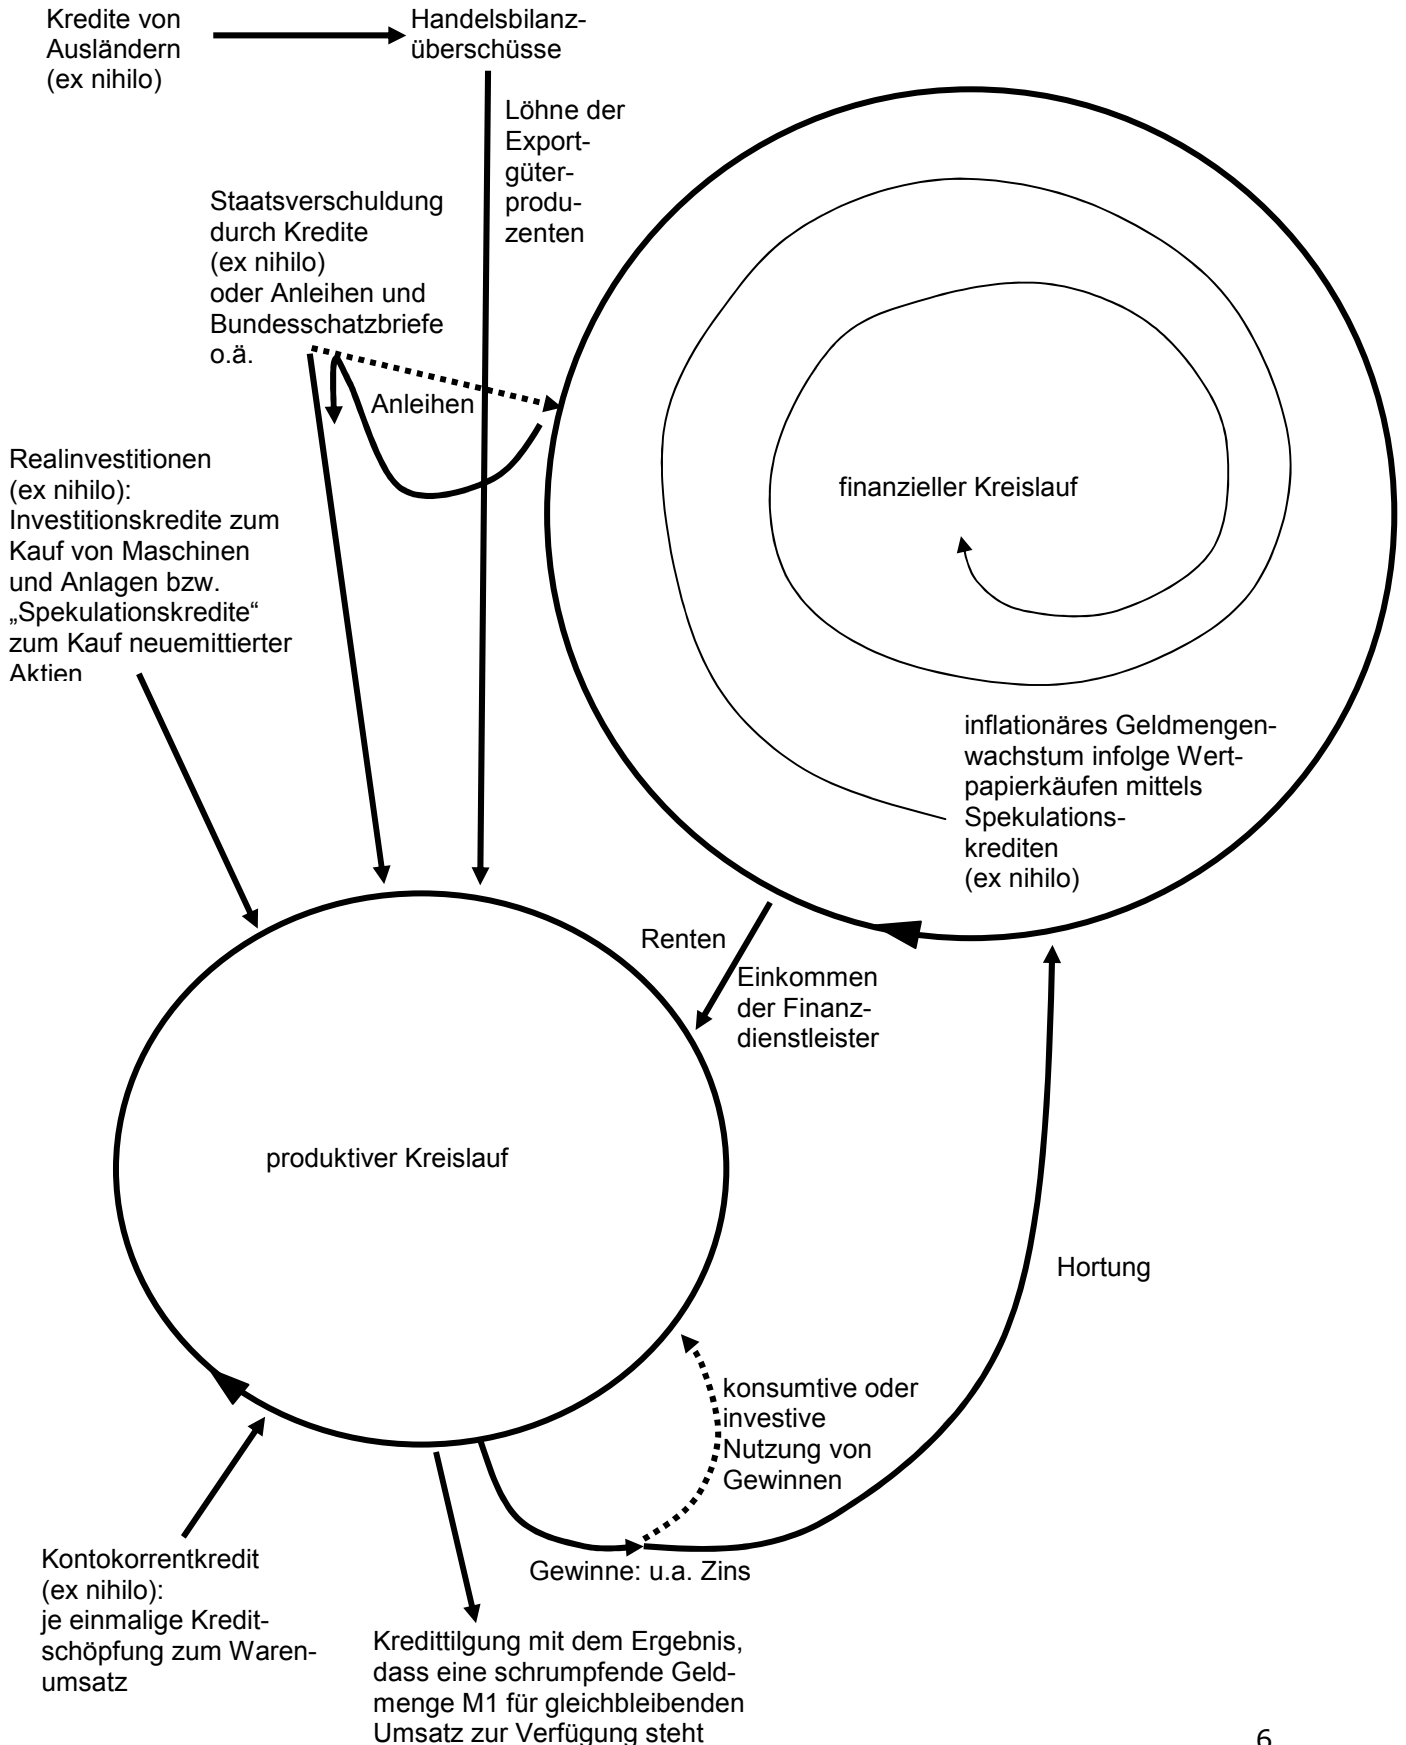 Kredite von
Ausländern
(ex nihilo)
Handelsbilanz-
überschüsse
Löhne der
Export-
güter-
produ-
zenten
Staatsverschuldung
durch Kredite
(ex nihilo)
oder Anleihen und
Bundesschatzbriefe
o.ä.
Anleihen
Realinvestitionen
(ex nihilo):
Investitionskredite zum
Kauf von Maschinen
und Anlagen bzw.
„Spekulationskredite“
zum Kauf neuemittierter
Aktien
finanzieller Kreislauf
inflationäres Geldmengen-
wachstum infolge Wert-
papierkäufen mittels
Spekulations-
krediten
(ex nihilo)
Renten
Einkommen
der Finanz-
dienstleister
produktiver Kreislauf
Hortung
konsumtive oder
investive
Nutzung von
Gewinnen
Gewinne: u.a. Zins
Kontokorrentkredit
(ex nihilo):
je einmalige Kredit-
schöpfung zum Waren-
umsatz
Kredittilgung mit dem Ergebnis,
dass eine schrumpfende Geld-
menge M1 für gleichbleibenden
Umsatz zur Verfügung steht
6